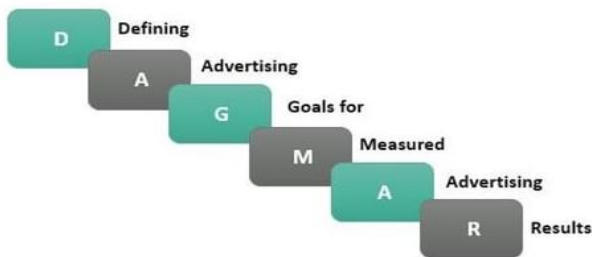 D Defining
A Advertising
G Goals for
M Measured
A Advertising
R Results